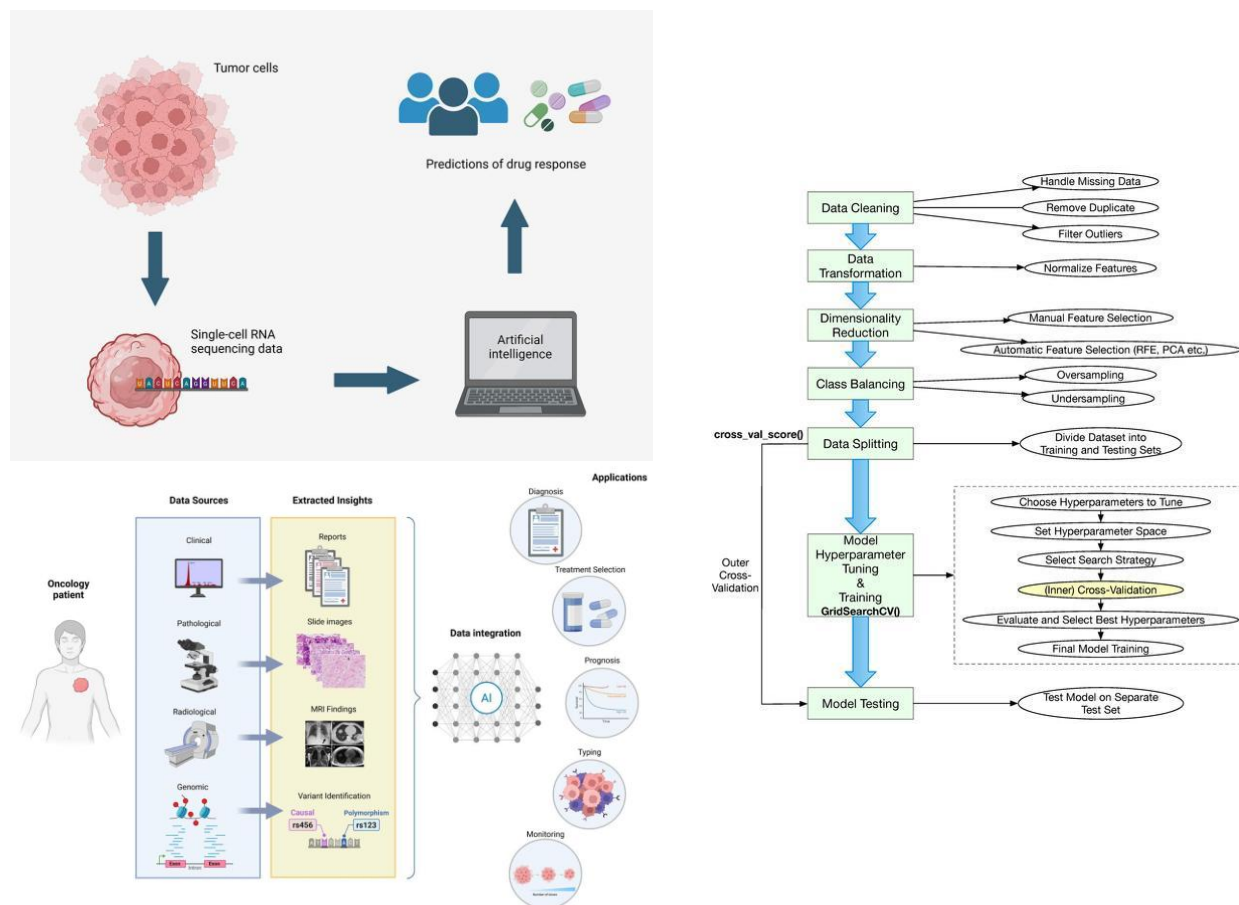 Tumor cells
Predictions of drug response
Single-cell RNA
sequencing data
UACUCAGGUUCA
Artificial
intelligence
Data Sources
Extracted Insights
Applications
Oncology
patient
Clinical
Reports
Pathological
Slide images
Radiological
MRI Findings
Genomic
Exon
Intron
Exon
Variant Identification
Causal
Polymorphism
rs456
rs123
Data integration
AI
Diagnosis
Treatment Selection
Prognosis
Time
Typing
Monitoring
Data Cleaning
Handle Missing Data
Remove Duplicate
Filter Outliers
Data
Transformation
Normalize Features
Dimensionality
Reduction
Manual Feature Selection
Automatic Feature Selection (RFE, PCA etc.)
Class Balancing
Oversampling
Undersampling
cross_val_score()
Data Splitting
Divide Dataset into
Training and Testing Sets
Outer
Cross-
Validation
Model
Hyperparameter
Tuning
&
Training
GridSearchCV()
Choose Hyperparameters to Tune
Set Hyperparameter Space
Select Search Strategy
(Inner) Cross-Validation
Evaluate and Select Best Hyperparameters
Final Model Training
Model Testing
Test Model on Separate
Test Set